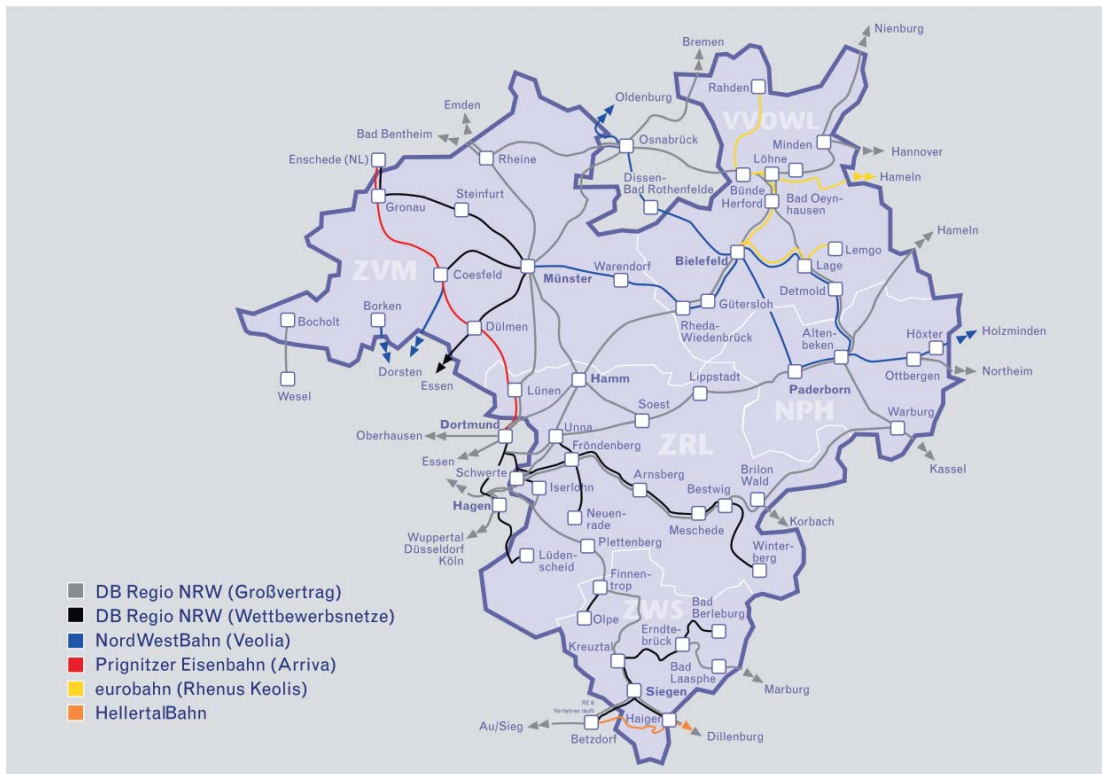 Nienburg
Bremen
Rahden
Oldenburg
VVOWL
Emden
Bad Bentheim
Osnabrück
Minden
Enschede (NL)
Rheine
Löhne
Hannover
Dissen-
Bad Rothenfelde
Hameln
Steinfurt
Bünde
Herford
Bad Oeyn-
hausen
Gronau
Hameln
Lemgo
ZVM
Warendorf
Bielefeld
Lage
Coesfeld
Münster
Detmold
Gütersloh
Borken
Bocholt
Dülmen
Rheda-
Wiedenbrück
Alten-
beken
Höxter
Holzminden
Dorsten
Essen
Hamm
Lippstadt
Paderborn
Ottbergen
Northeim
Wesel
Lünen
Soest
NPH
Warburg
Dortmund
Oberhausen
Unna
ZRL
Fröndenberg
Essen
Kassel
Schwerte
Iserlohn
Arnsberg
Bestwig
Brilon
Wald
Hagen
Neuen-
rade
Meschede
Korbach
Wuppertal
Düsseldorf
Köln
Plettenberg
Winter-
berg
Lüden-
scheid
Finnen-
trop
ZWS
Bad
Berleburg
Olpe
Erndte-
brück
Kreuztal
Bad
Laasphe
Marburg
Siegen
RE 9
Verfahren läuft
Haiger
Au/Sieg
Betzdorf
Dillenburg
DB Regio NRW (Großvertrag)
DB Regio NRW (Wettbewerbsnetze)
NordWestBahn (Veolia)
Prignitzer Eisenbahn (Arriva)
eurobahn (Rhenus Keolis)
HellertalBahn